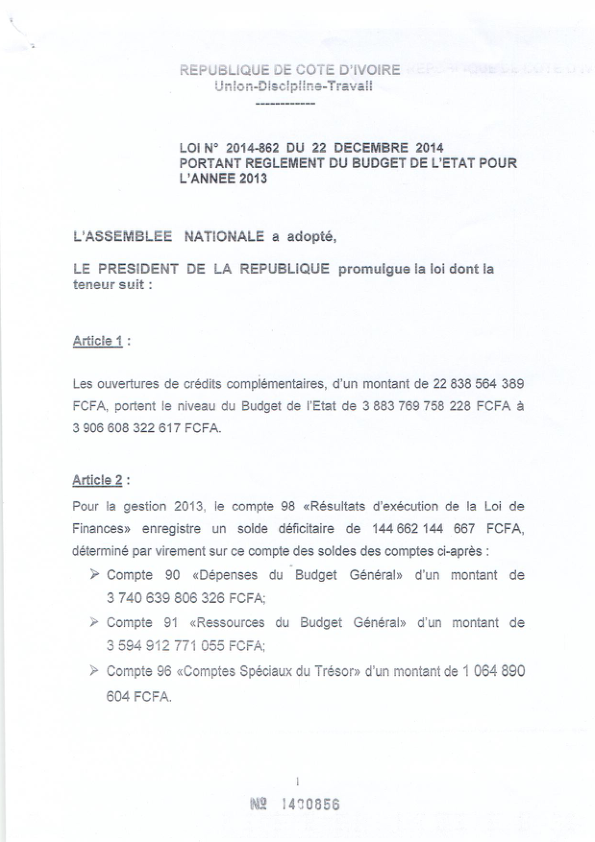 REPUBLIQUE DE COTE D'IVOIRE
Union-Discipline-Travail
------------
LOI N° 2014-862 DU 22 DECEMBRE 2014
PORTANT REGLEMENT DU BUDGET DE L'ETAT POUR
L'ANNEE 2013
L'ASSEMBLEE NATIONALE a adopté,
LE PRESIDENT DE LA REPUBLIQUE promulgue la loi dont la
teneur suit :
Article 1 :
Les ouvertures de crédits complémentaires, d'un montant de 22 838 564 389
FCFA, portent le niveau du Budget de l'Etat de 3 883 769 758 228 FCFA à
3 906 608 322 617 FCFA.
Article 2 :
Pour la gestion 2013, le compte 98 «Résultats d'exécution de la Loi de
Finances» enregistre un solde déficitaire de 144 662 144 667 FCFA,
déterminé par virement sur ce compte des soldes des comptes ci-après :
➢ Compte 90 «Dépenses du Budget Général» d'un montant de
3 740 639 806 326 FCFA;
➢ Compte 91 «Ressources du Budget Général» d'un montant de
3 594 912 771 055 FCFA;
➢ Compte 96 «Comptes Spéciaux du Trésor» d'un montant de 1 064 890
604 FCFA.
1
№ 1400856